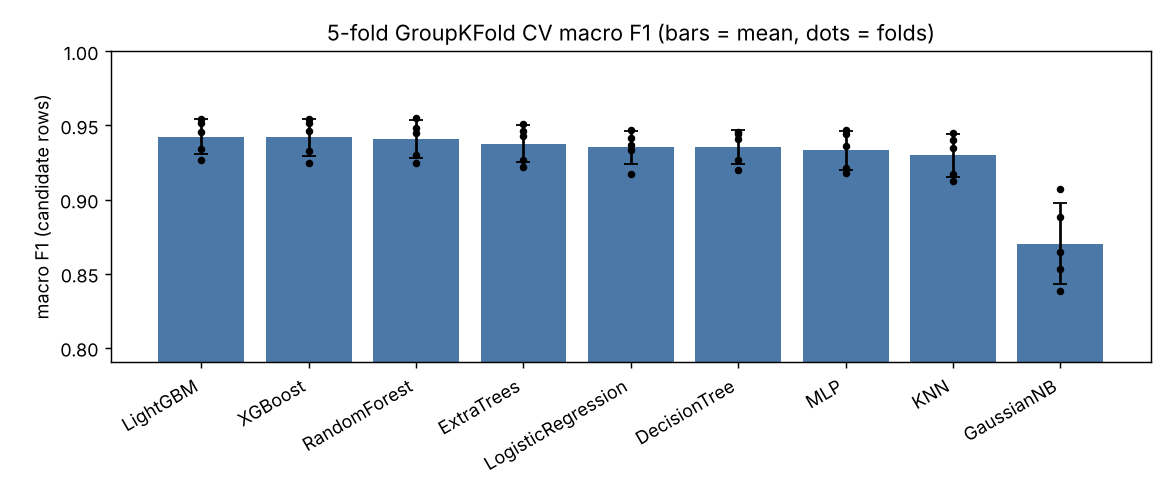 5-fold GroupKFold CV macro F1 (bars = mean, dots = folds)
macro F1 (candidate rows)
1.00
0.95
0.90
0.85
0.80
LightGBM
XGBoost
RandomForest
ExtraTrees
LogisticRegression
DecisionTree
MLP
KNN
GaussianNB